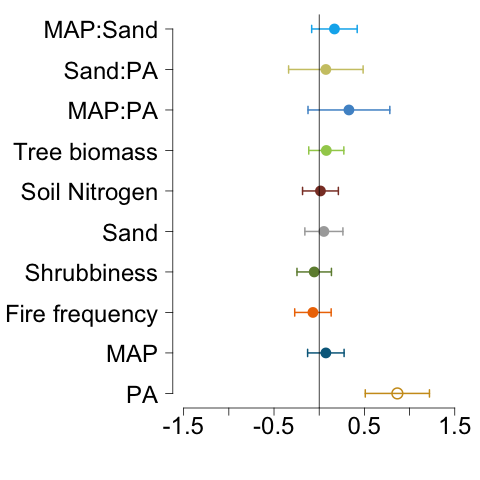 MAP:Sand
Sand:PA
MAP:PA
Tree biomass
Soil Nitrogen
Sand
Shrubbiness
Fire frequency
MAP
PA
-1.5 -0.5 0.5 1.5